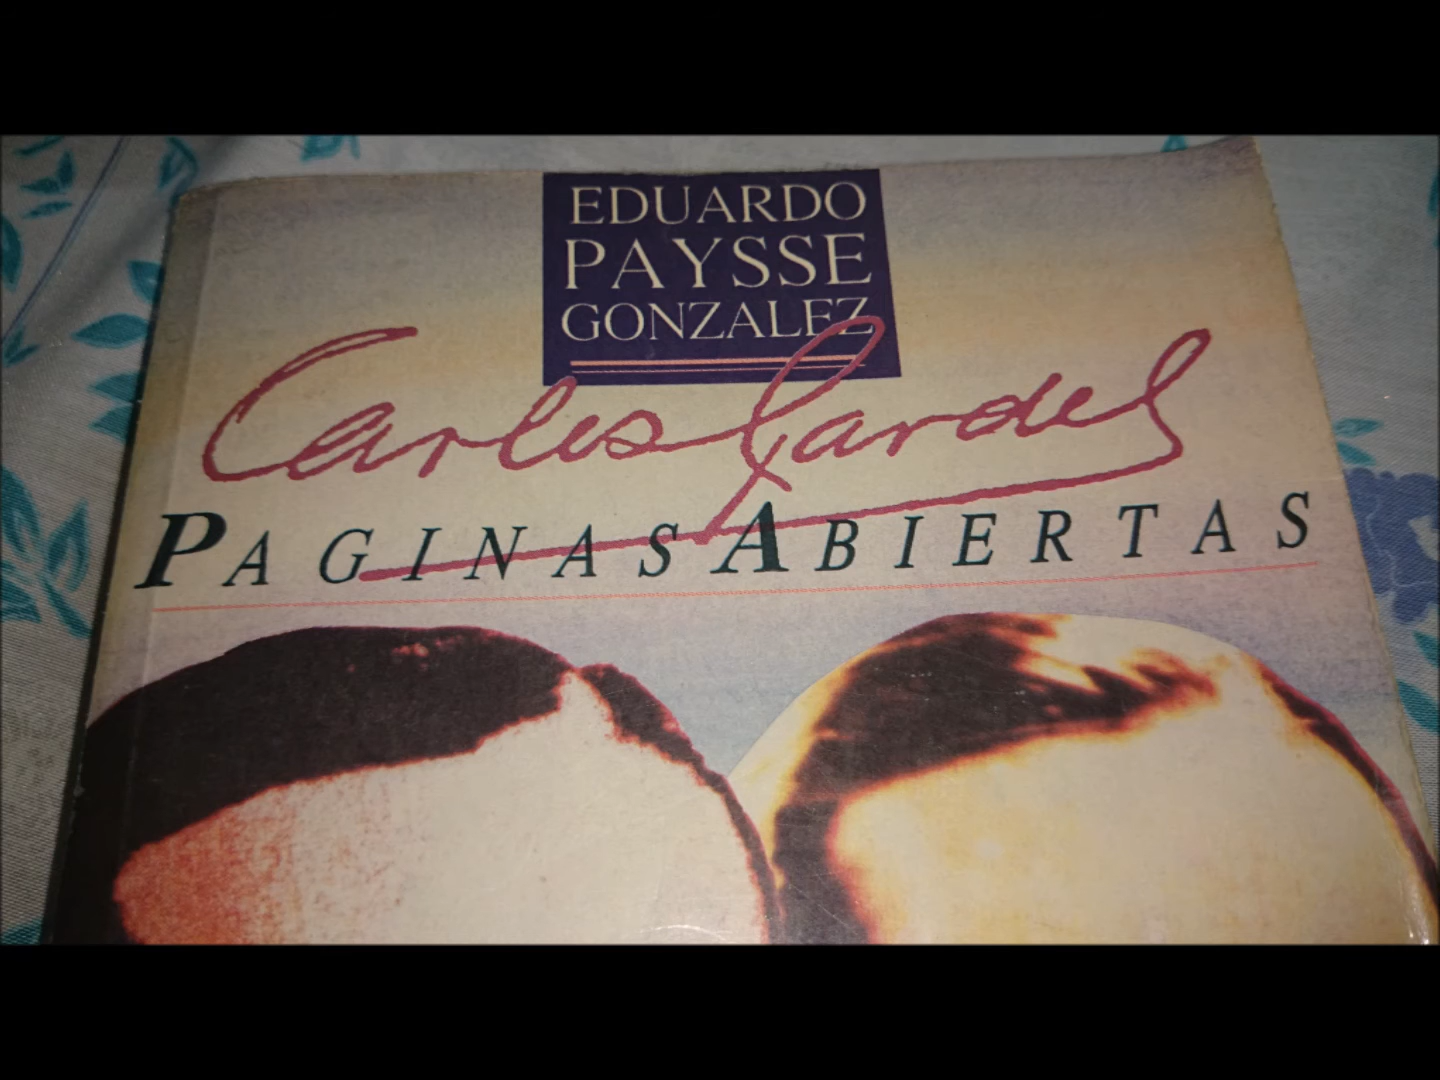 EDUARDO
PAYSSE
GONZALEZ
Carlos Gardel
PAGINAS ABIERTAS